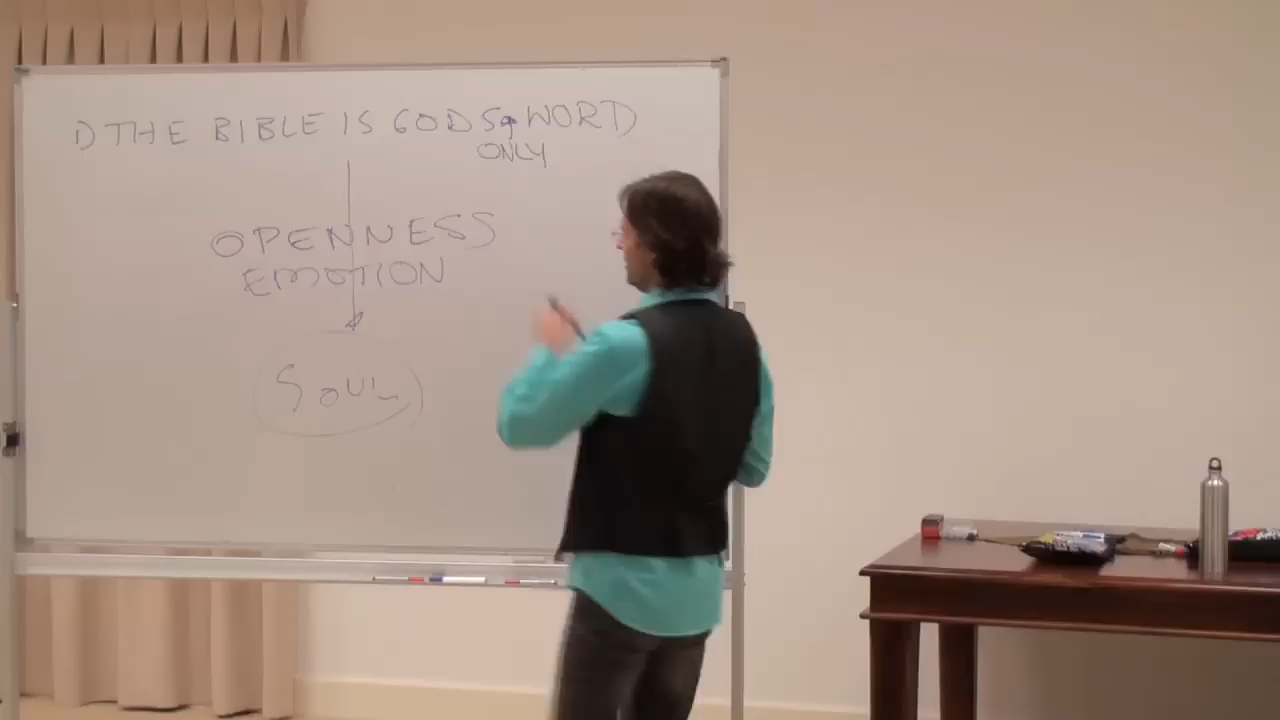 1) THE BIBLE IS GODS WORD
ONLY
OPENNESS
EMOTION
SOUL